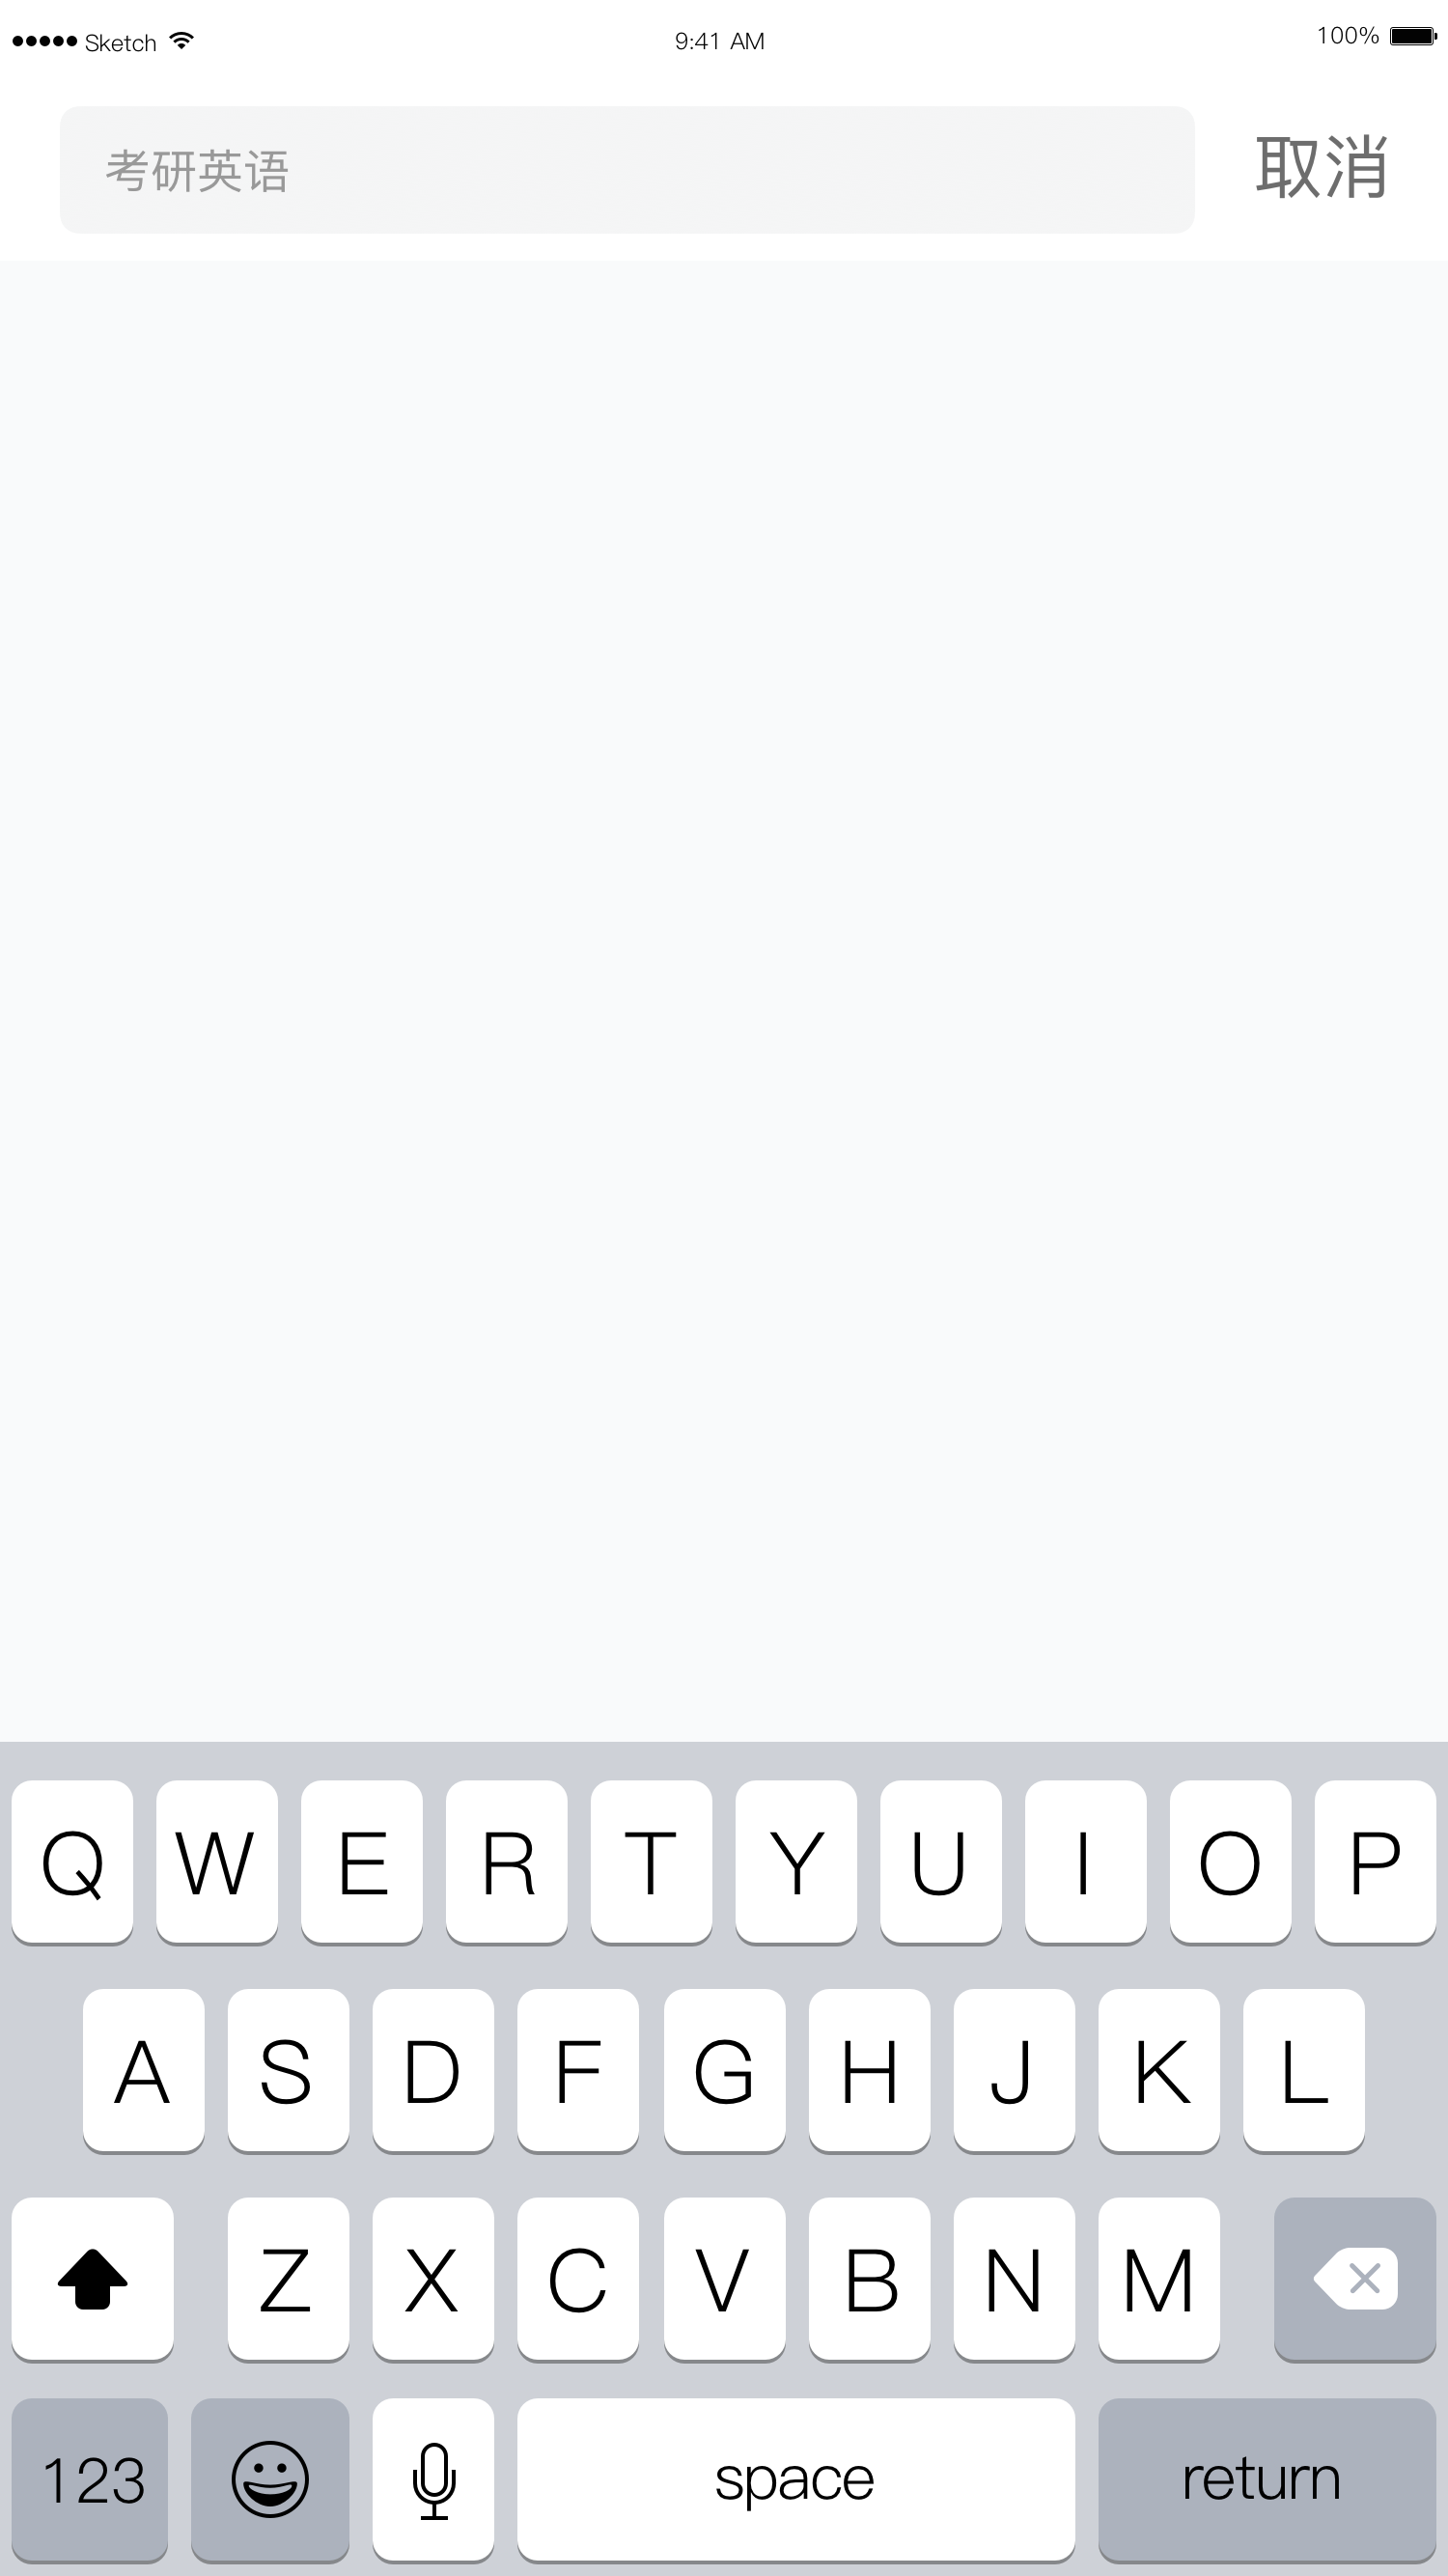 Sketch 9:41 AM 100%
考研英语 取消
Q W E R T Y U I O P
A S D F G H J K L
Z X C V B N M
123 space return